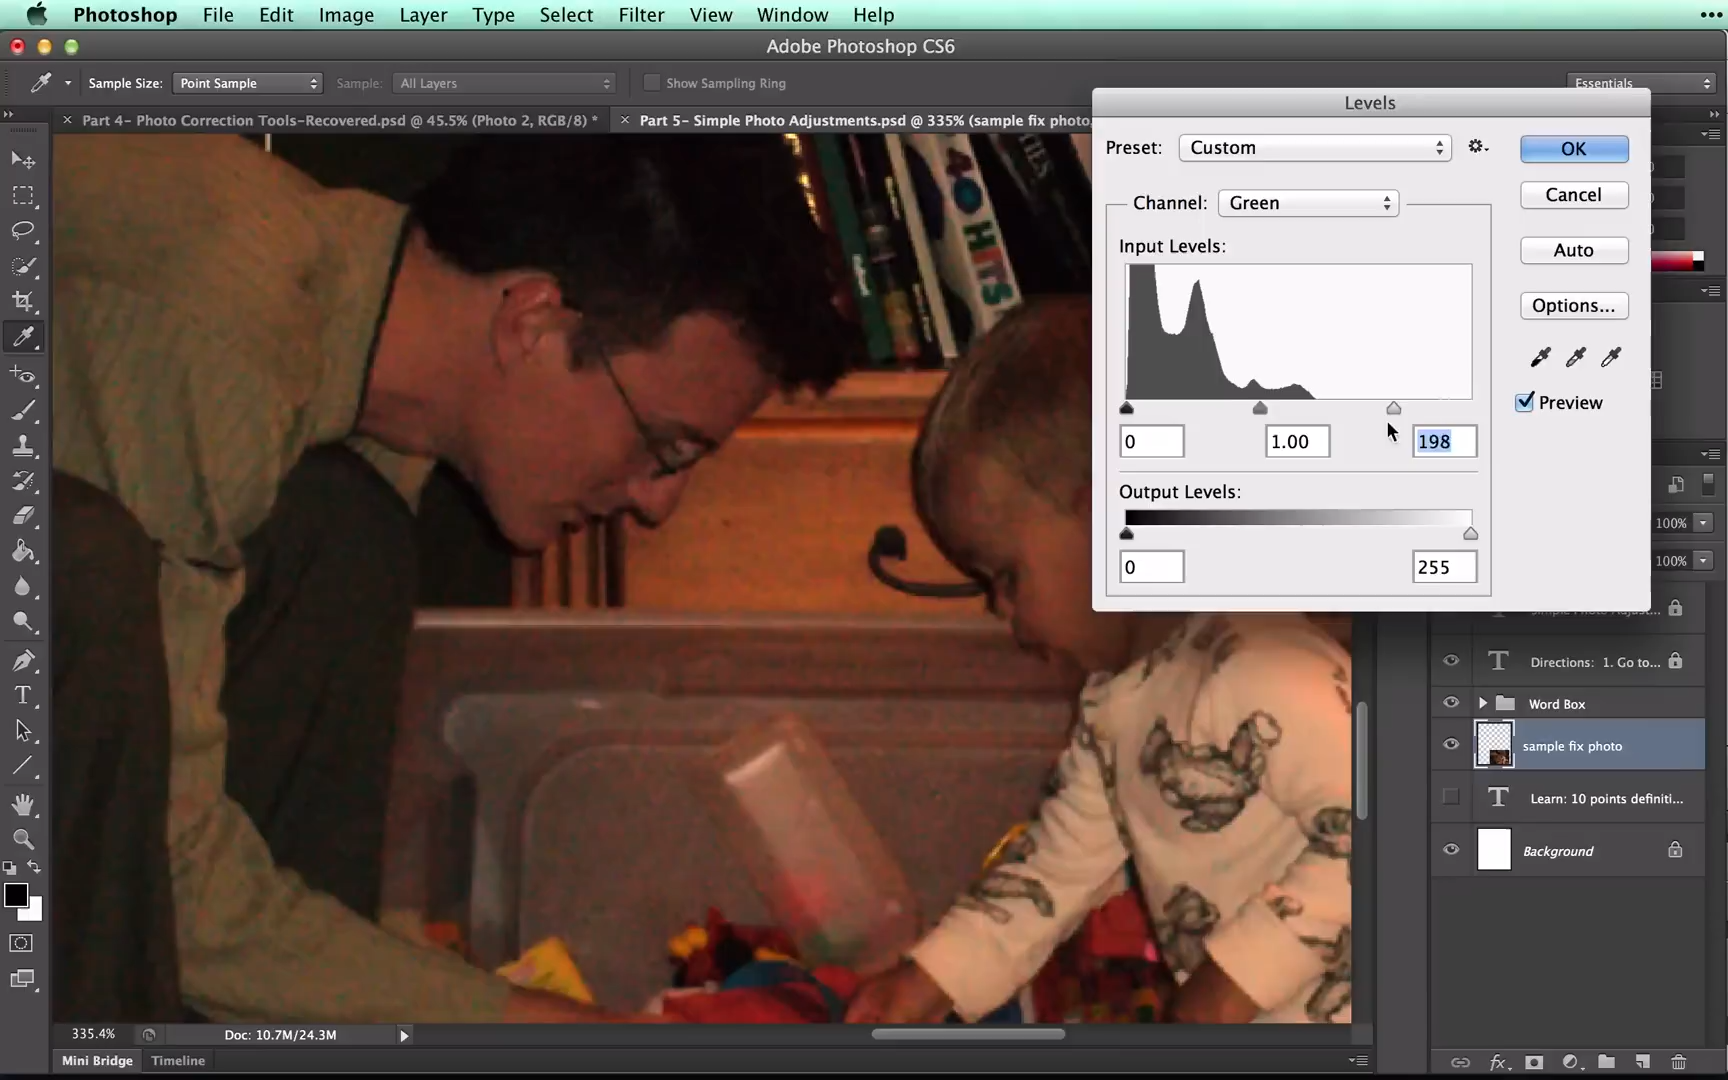 Photoshop File Edit Image Layer Type Select Filter View Window Help
Adobe Photoshop CS6
Sample Size: Point Sample Sample: All Layers Show Sampling Ring Essentials
Part 4- Photo Correction Tools-Recovered.psd @ 45.5% (Photo 2, RGB/8) * Part 5- Simple Photo Adjustments.psd @ 335% (sample fix photo,
Levels
Preset: Custom OK
Channel: Green Cancel
Input Levels: Auto
Options...
Preview
0 1.00 198
Output Levels:
0 255
40 HITS
100%
100%
Directions: 1. Go to...
Word Box
sample fix photo
Learn: 10 points definiti...
Background
335.4% Doc: 10.7M/24.3M
Mini Bridge Timeline